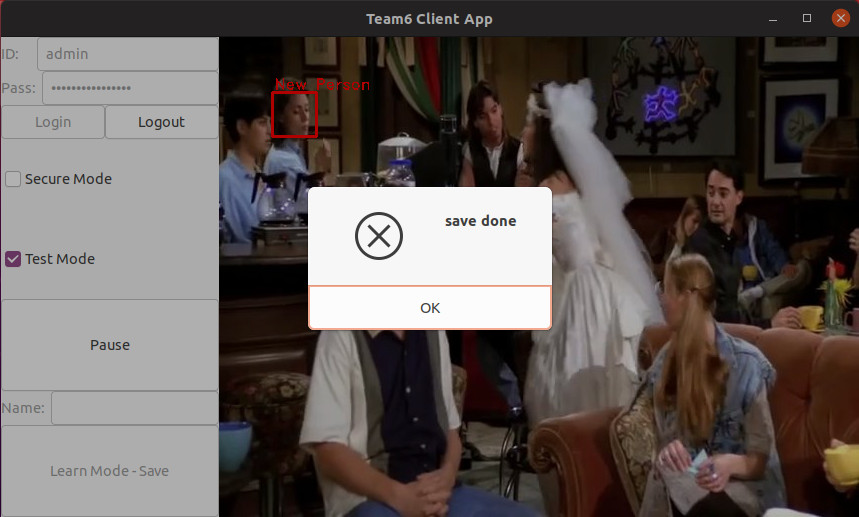 Team6 Client App
ID: admin
Pass: ••••••••••••••••
Login Logout
Secure Mode
Test Mode
Pause
Name:
Learn Mode - Save
New Person
save done
OK